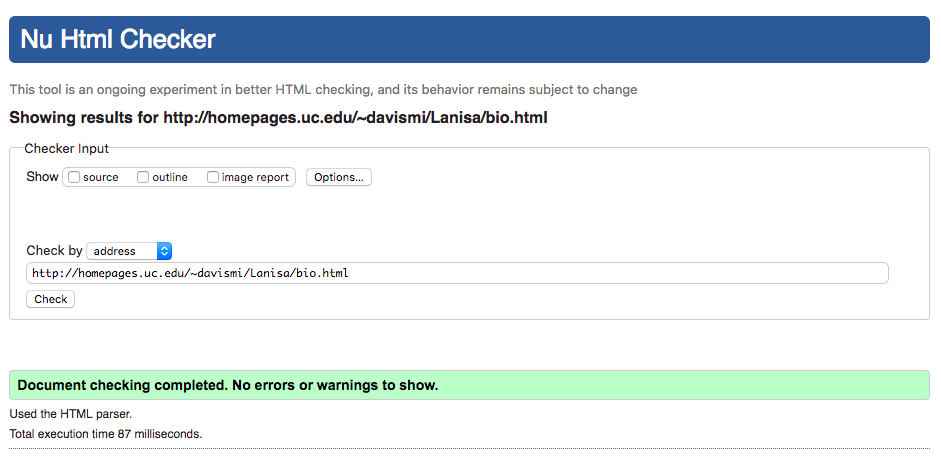 Nu Html Checker
This tool is an ongoing experiment in better HTML checking, and its behavior remains subject to change
Showing results for http://homepages.uc.edu/~davismi/Lanisa/bio.html
Checker Input
Show source outline image report Options...
Check by address
http://homepages.uc.edu/~davismi/Lanisa/bio.html
Check
Document checking completed. No errors or warnings to show.
Used the HTML parser.
Total execution time 87 milliseconds.